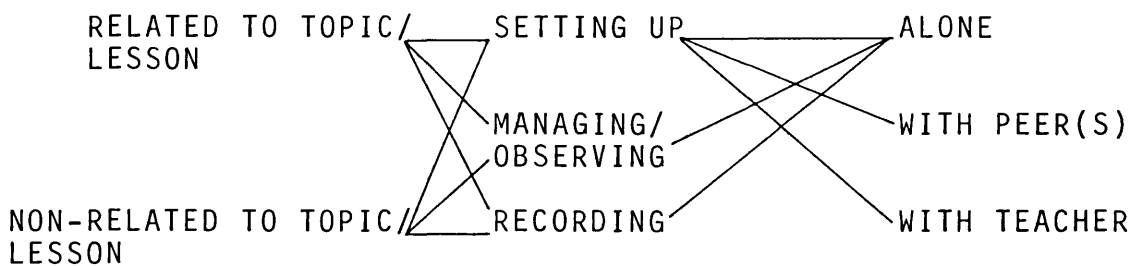 RELATED TO TOPIC/
LESSON
SETTING UP
ALONE
MANAGING/
OBSERVING
WITH PEER(S)
NON-RELATED TO TOPIC/
LESSON
RECORDING
WITH TEACHER